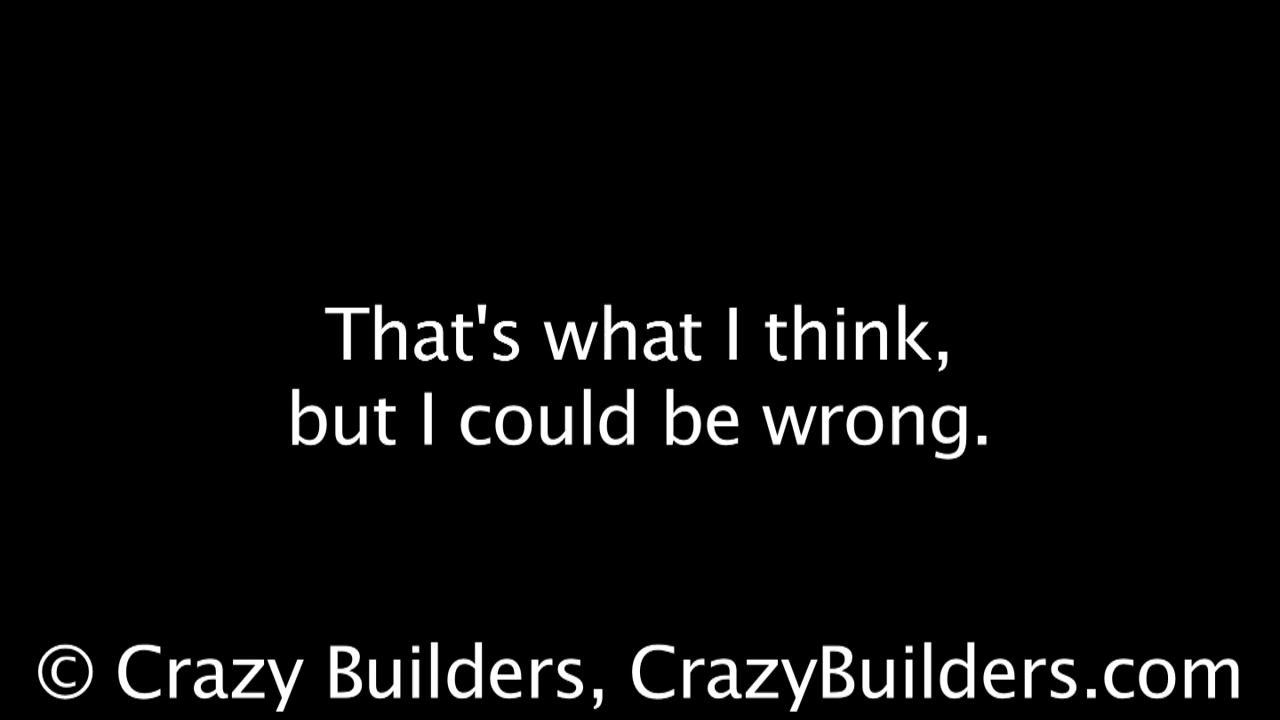 That's what I think,
but I could be wrong.
© Crazy Builders, CrazyBuilders.com